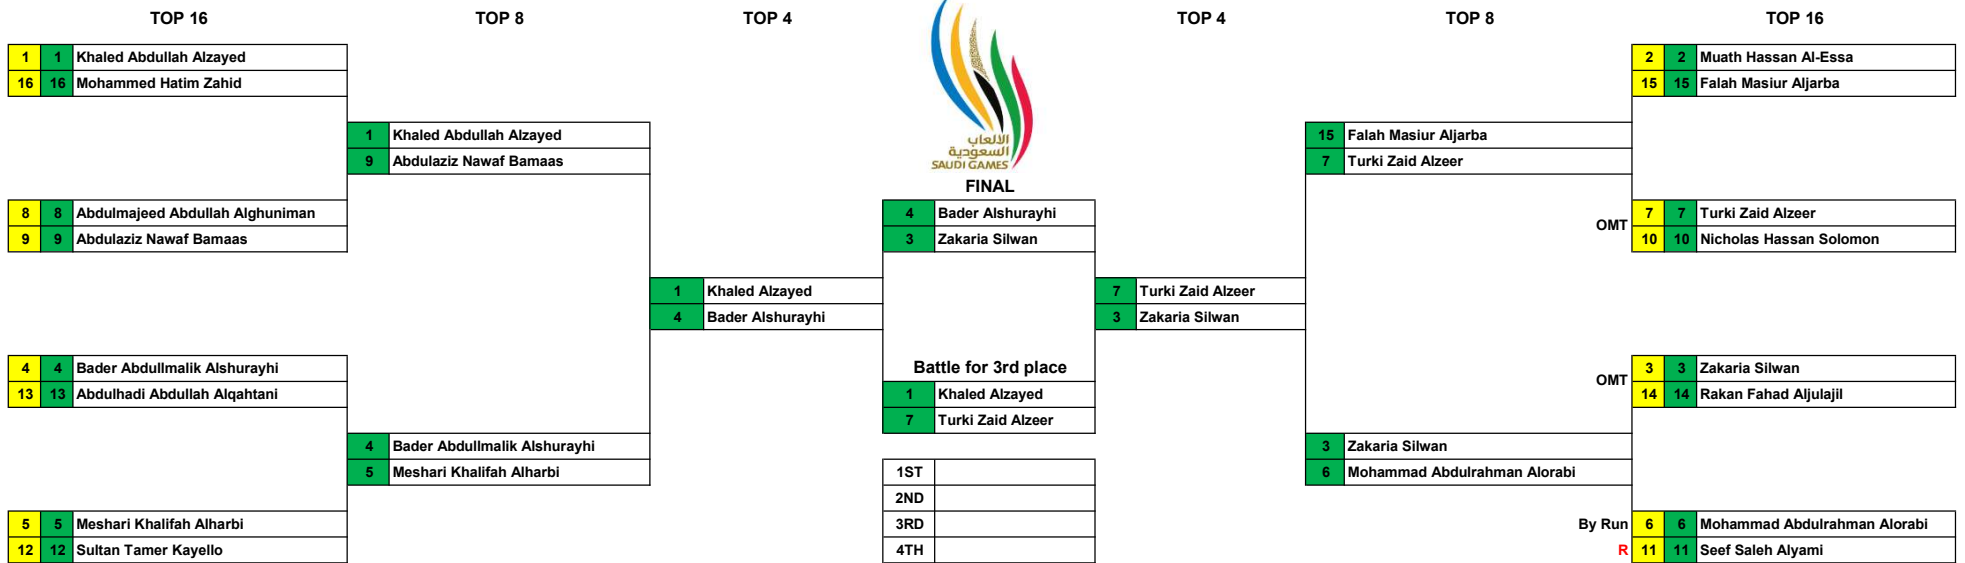 TOP 16 TOP 8 TOP 4 TOP 4 TOP 8 TOP 16
1 1 Khaled Abdullah Alzayed
16 16 Mohammed Hatim Zahid
8 8 Abdulmajeed Abdullah Alghuniman
9 9 Abdulaziz Nawaf Bamaas
4 4 Bader Abdullmalik Alshurayhi
13 13 Abdulhadi Abdullah Alqahtani
5 5 Meshari Khalifah Alharbi
12 12 Sultan Tamer Kayello
1 Khaled Abdullah Alzayed
9 Abdulaziz Nawaf Bamaas
4 Bader Abdullmalik Alshurayhi
5 Meshari Khalifah Alharbi
1 Khaled Alzayed
4 Bader Alshurayhi
الألعاب
السعودية
SAUDI GAMES
FINAL
4 Bader Alshurayhi
3 Zakaria Silwan
Battle for 3rd place
1 Khaled Alzayed
7 Turki Zaid Alzeer
1ST
2ND
3RD
4TH
7 Turki Zaid Alzeer
3 Zakaria Silwan
15 Falah Masiur Aljarba
7 Turki Zaid Alzeer
3 Zakaria Silwan
6 Mohammad Abdulrahman Alorabi
2 2 Muath Hassan Al-Essa
15 15 Falah Masiur Aljarba
OMT
7 7 Turki Zaid Alzeer
10 10 Nicholas Hassan Solomon
OMT
3 3 Zakaria Silwan
14 14 Rakan Fahad Aljulajil
By Run 6 6 Mohammad Abdulrahman Alorabi
R 11 11 Seef Saleh Alyami